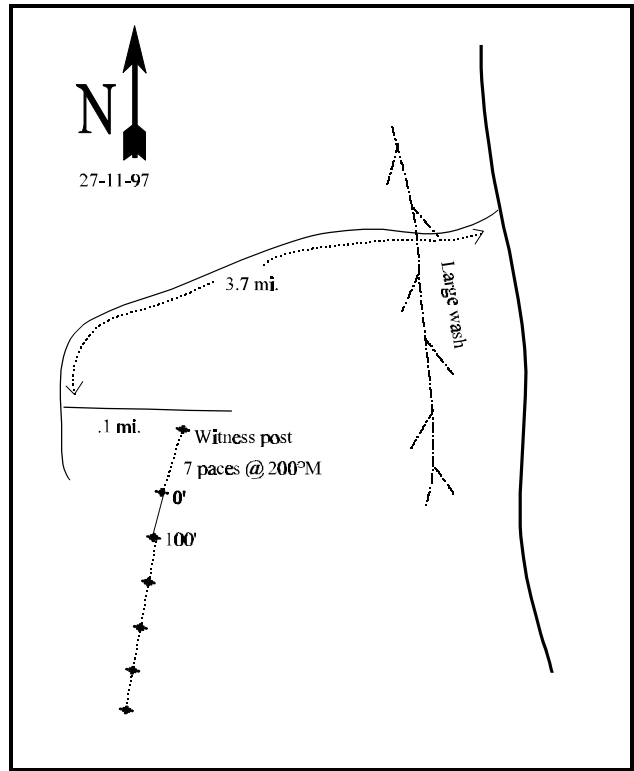 N
27-11-97
3.7 mi.
Large wash
.1 mi.
Witness post
7 paces @ 200°M
0'
100'